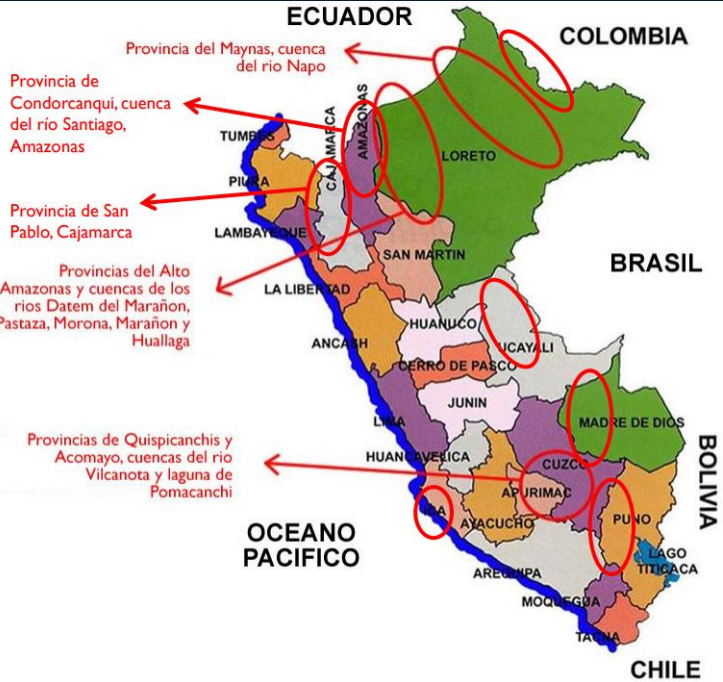 ECUADOR
COLOMBIA
Provincia del Maynas, cuenca
del rio Napo
Provincia de
Condorcanqui, cuenca
del río Santiago,
Amazonas
TUMBES
CAJAMARCA
AMAZONAS
LORETO
PIURA
Provincia de San
Pablo, Cajamarca
LAMBAYEQUE
SAN MARTIN
BRASIL
Provincias del Alto
Amazonas y cuencas de los
rios Datem del Marañon,
Pastaza, Morona, Marañon y
Huallaga
LA LIBERTAD
HUANUCO
ANCASH
UCAYALI
CERRO DE PASCO
JUNIN
LIMA
MADRE DE DIOS
Provincias de Quispicanchis y
Acomayo, cuencas del rio
Vilcanota y laguna de
Pomacanchi
HUANCAVELICA
CUZCO
BOLIVIA
APURIMAC
ICA
AYACUCHO
PUNO
OCEANO
PACIFICO
LAGO
TITICACA
AREQUIPA
MOQUEGUA
TACNA
CHILE